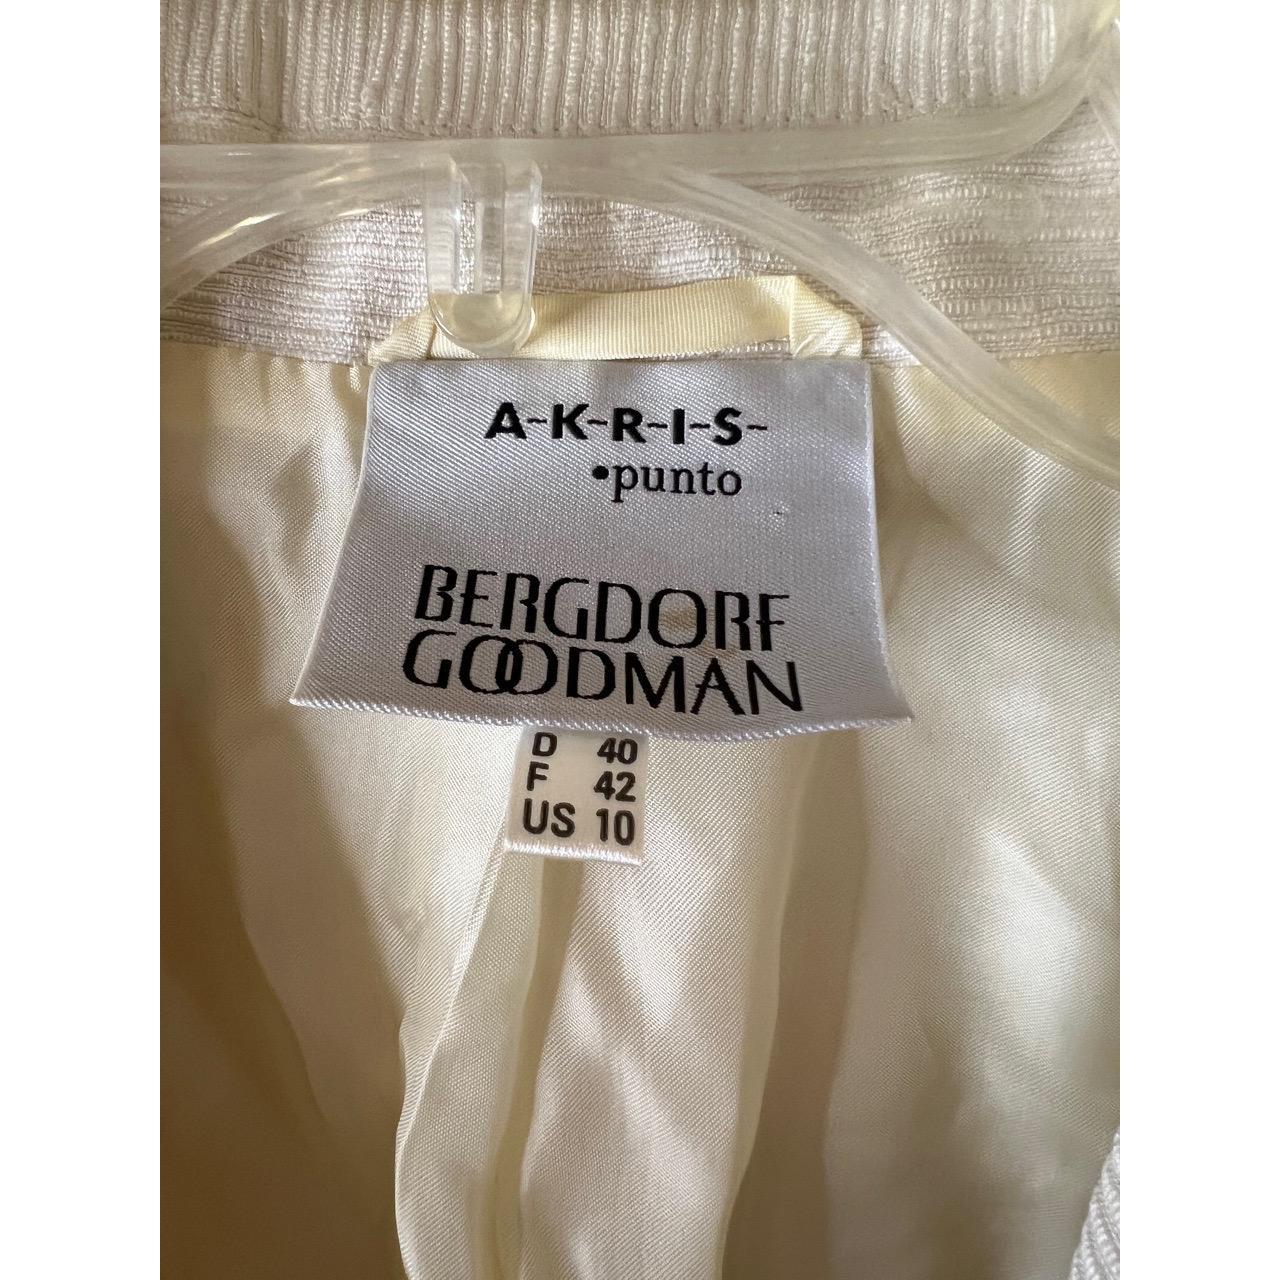 A-K-R-I-S-
•punto
BERGDORF
GOODMAN
D 40
F 42
US 10